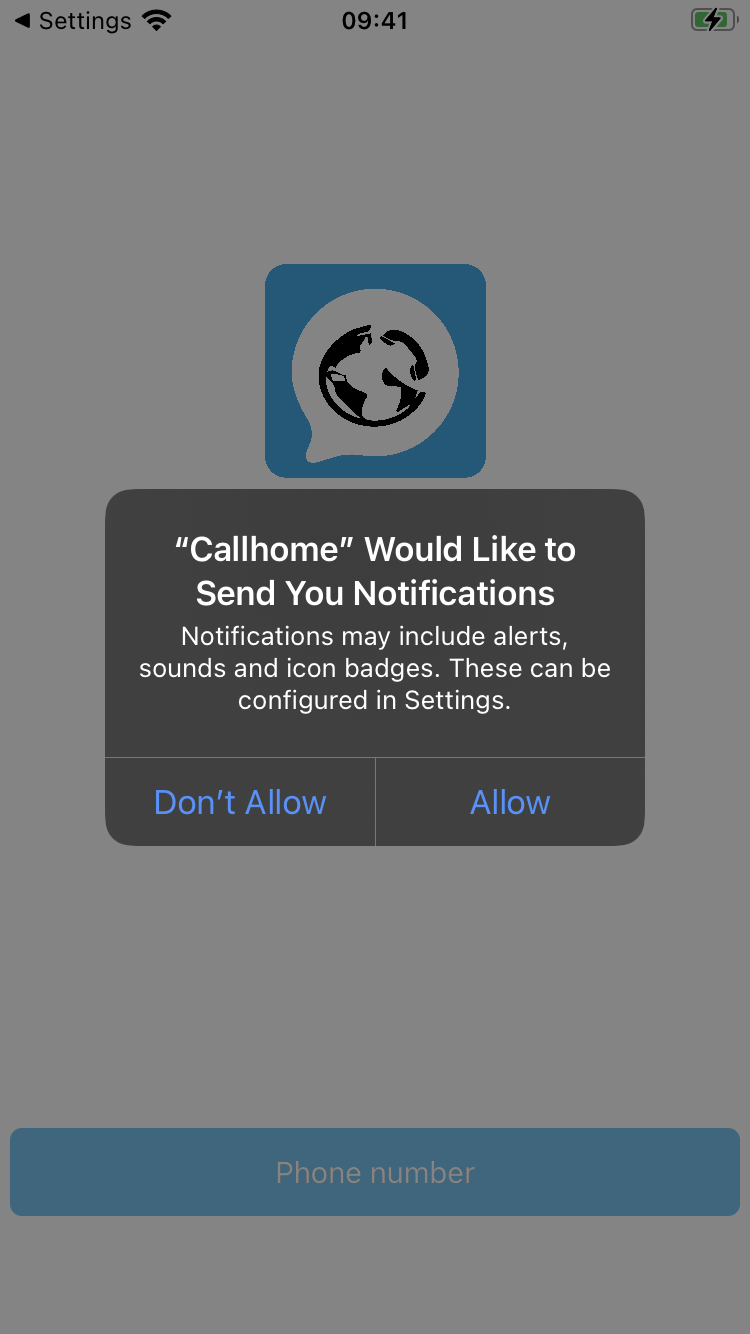 Settings
09:41
“Callhome” Would Like to
Send You Notifications
Notifications may include alerts,
sounds and icon badges. These can be
configured in Settings.
Don’t Allow
Allow
Phone number